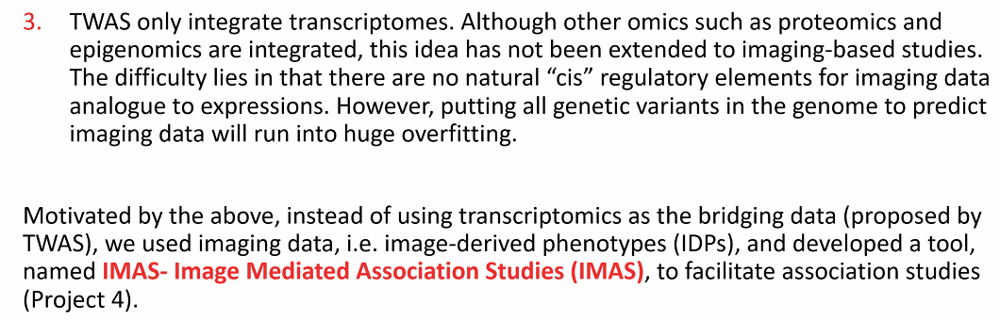 3. TWAS only integrate transcriptomes. Although other omics such as proteomics and
epigenomics are integrated, this idea has not been extended to imaging-based studies.
The difficulty lies in that there are no natural “cis” regulatory elements for imaging data
analogue to expressions. However, putting all genetic variants in the genome to predict
imaging data will run into huge overfitting.
Motivated by the above, instead of using transcriptomics as the bridging data (proposed by
TWAS), we used imaging data, i.e. image-derived phenotypes (IDPs), and developed a tool,
named IMAS- Image Mediated Association Studies (IMAS), to facilitate association studies
(Project 4).